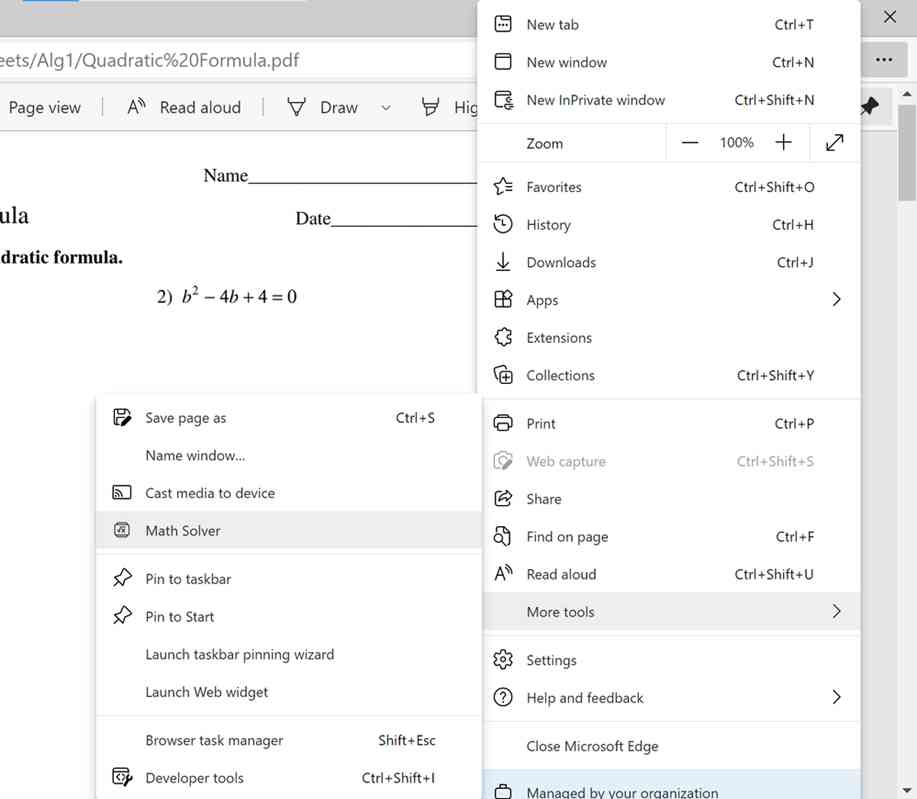 eets/Alg1/Quadratic%20Formula.pdf
Page view
Read aloud
Draw
Hig
Name
ula
Date
dratic formula.
2) b² − 4b + 4 = 0
New tab Ctrl+T
New window Ctrl+N
New InPrivate window Ctrl+Shift+N
Zoom 100%
Favorites Ctrl+Shift+O
History Ctrl+H
Downloads Ctrl+J
Apps
Extensions
Collections Ctrl+Shift+Y
Print Ctrl+P
Web capture Ctrl+Shift+S
Share
Find on page Ctrl+F
Read aloud Ctrl+Shift+U
More tools
Settings
Help and feedback
Close Microsoft Edge
Managed by your organization
Save page as Ctrl+S
Name window...
Cast media to device
Math Solver
Pin to taskbar
Pin to Start
Launch taskbar pinning wizard
Launch Web widget
Browser task manager Shift+Esc
Developer tools Ctrl+Shift+I